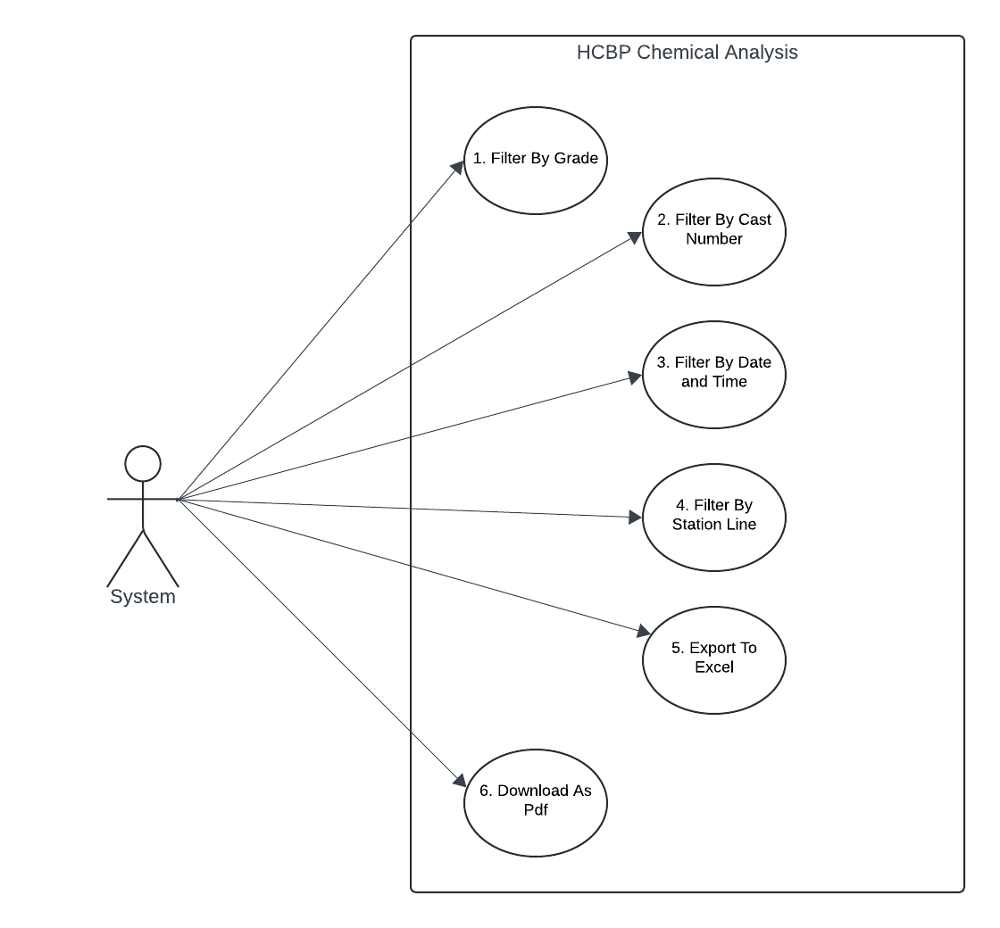 HCBP Chemical Analysis
1. Filter By Grade
2. Filter By Cast
Number
3. Filter By Date
and Time
4. Filter By
Station Line
System
5. Export To
Excel
6. Download As
Pdf